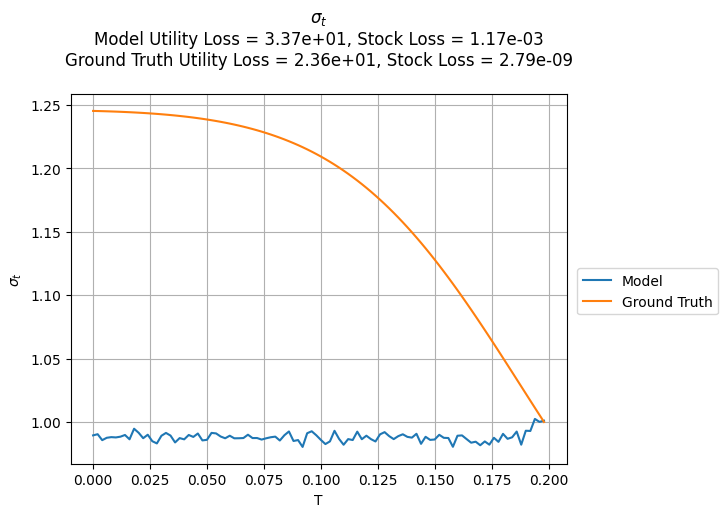 σ_t
Model Utility Loss = 3.37e+01, Stock Loss = 1.17e-03
Ground Truth Utility Loss = 2.36e+01, Stock Loss = 2.79e-09
1.25
1.20
1.15
1.10
1.05
1.00
σ_t
0.000 0.025 0.050 0.075 0.100 0.125 0.150 0.175 0.200
T
Model
Ground Truth